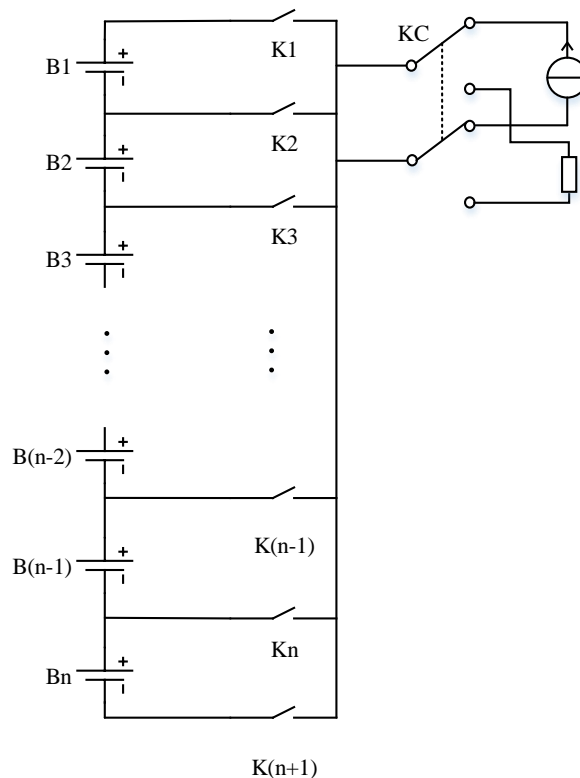 K1
KC
B1
+
K2
B2
+
K3
B3
+
B(n-2)
+
K(n-1)
B(n-1)
+
Kn
Bn
+
K(n+1)